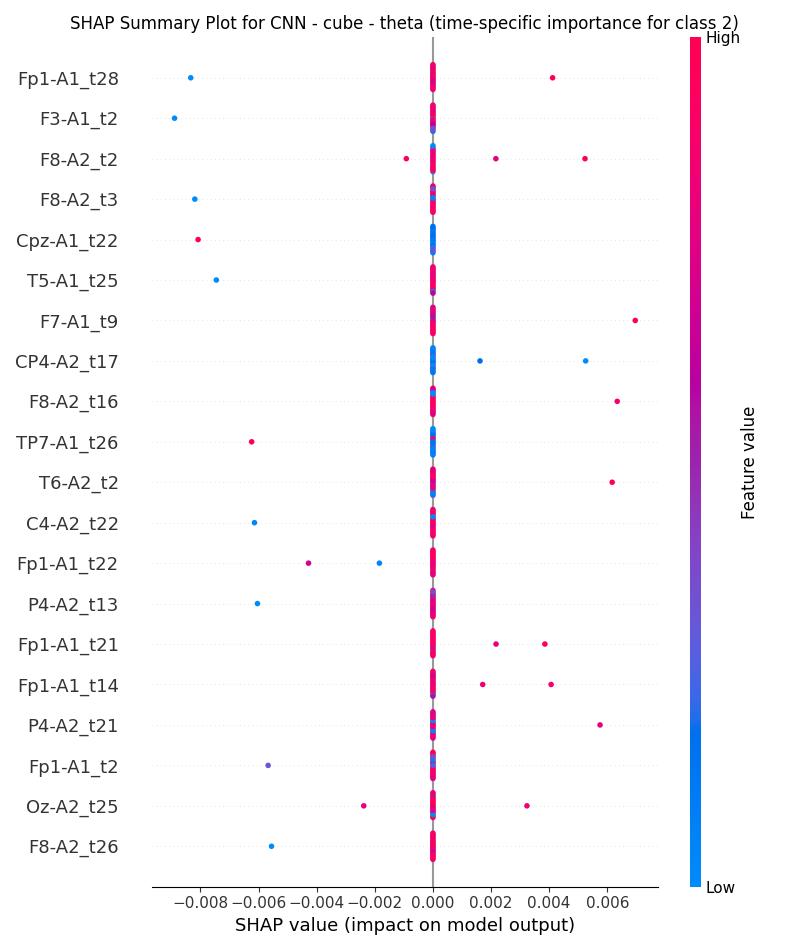 SHAP Summary Plot for CNN - cube - theta (time-specific importance for class 2)
High
Fp1-A1_t28
F3-A1_t2
F8-A2_t2
F8-A2_t3
Cpz-A1_t22
T5-A1_t25
F7-A1_t9
CP4-A2_t17
F8-A2_t16
TP7-A1_t26
T6-A2_t2
C4-A2_t22
Fp1-A1_t22
P4-A2_t13
Fp1-A1_t21
Fp1-A1_t14
P4-A2_t21
Fp1-A1_t2
Oz-A2_t25
F8-A2_t26
Feature value
Low
−0.008 −0.006 −0.004 −0.002 0.000 0.002 0.004 0.006
SHAP value (impact on model output)